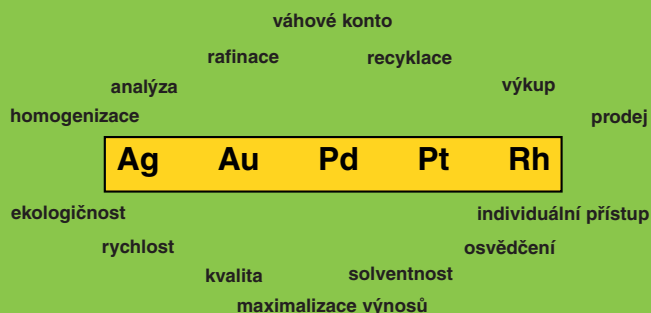 váhové konto
rafinace recyklace
analýza výkup
homogenizace prodej
Ag Au Pd Pt Rh
ekologičnost individuální přístup
rychlost osvědčení
kvalita solventnost
maximalizace výnosů